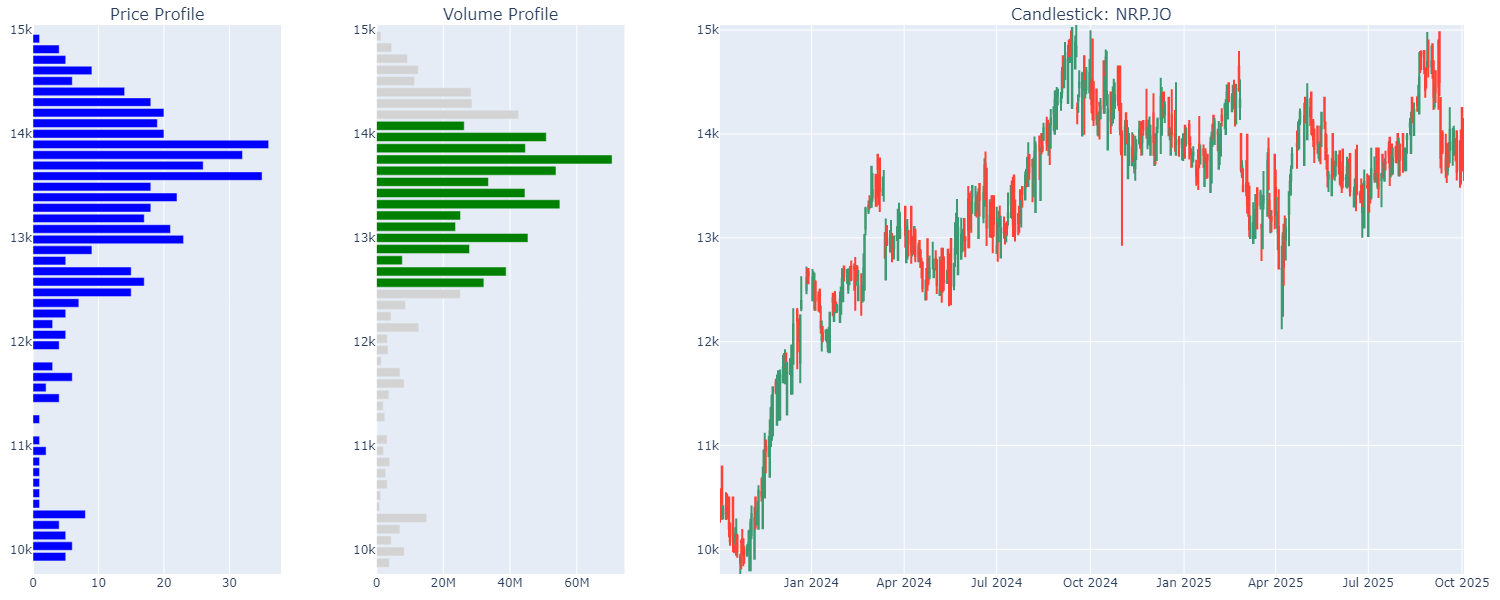 Price Profile
Volume Profile
Candlestick: NRP.JO
15k
14k
13k
12k
11k
10k
0
10
20
30
15k
14k
13k
12k
11k
10k
0
20M
40M
60M
15k
14k
13k
12k
11k
10k
Jan 2024
Apr 2024
Jul 2024
Oct 2024
Jan 2025
Apr 2025
Jul 2025
Oct 2025